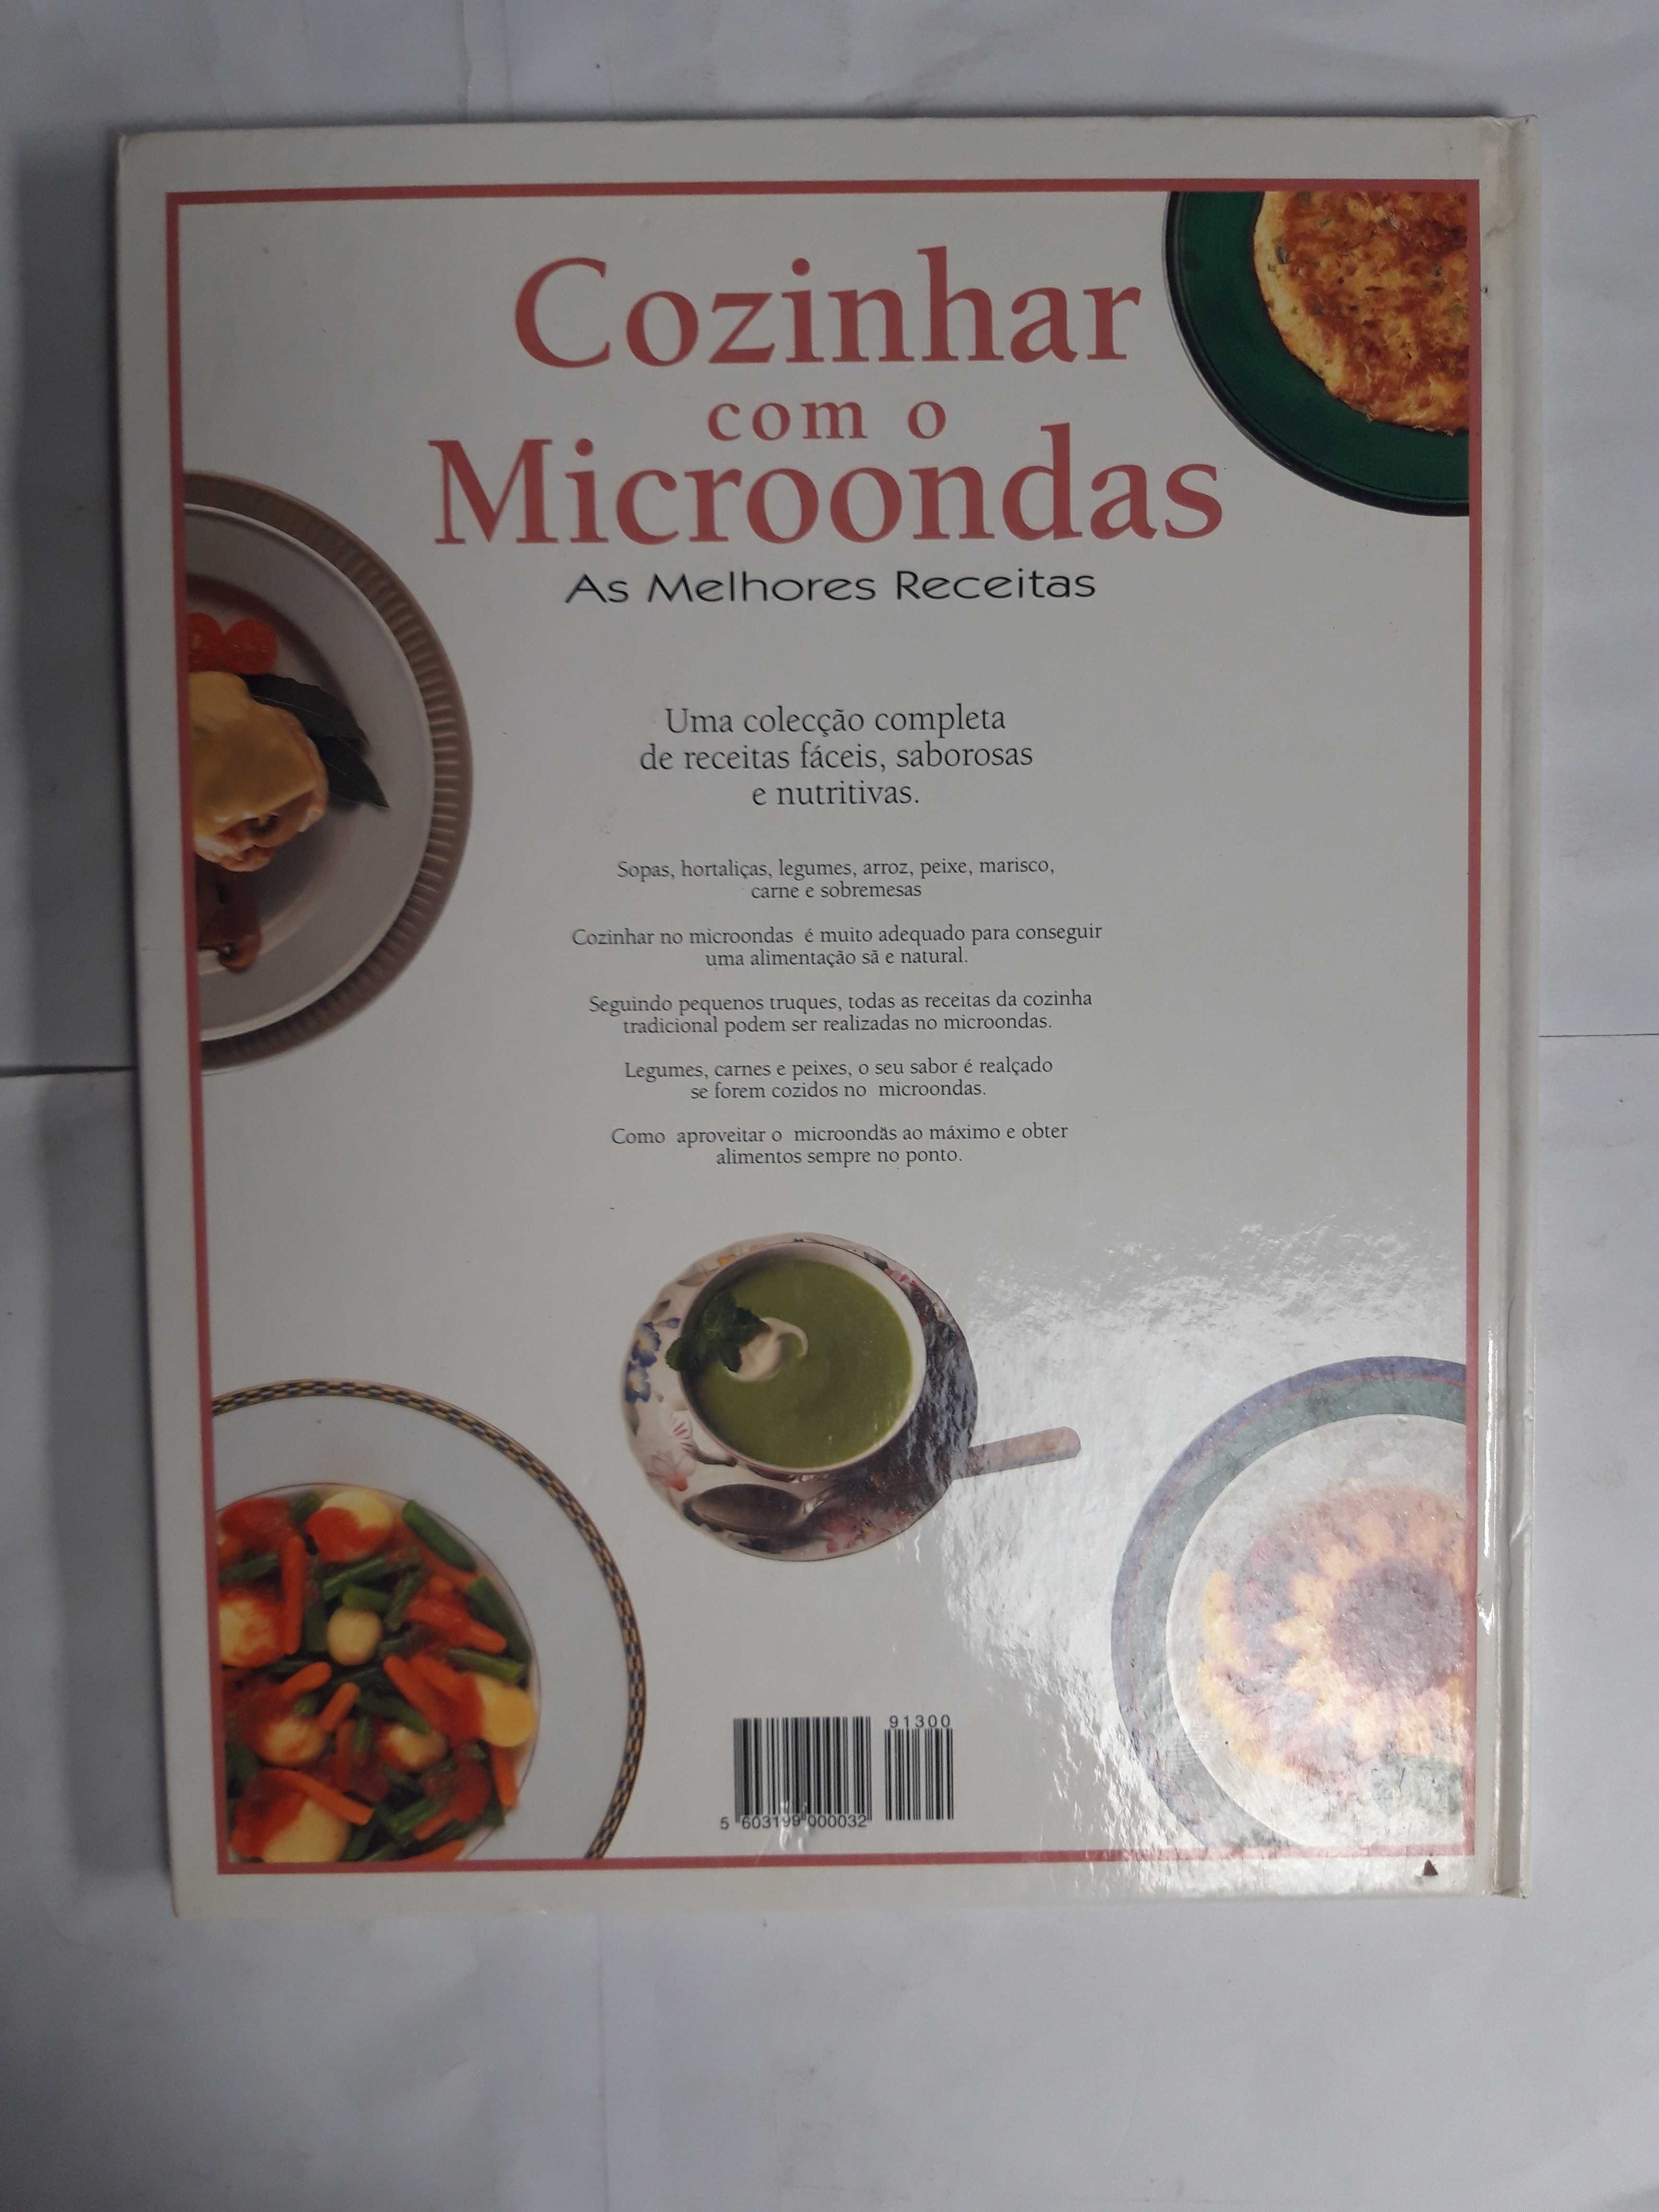 Cozinhar
com o
Microondas
As Melhores Receitas
Uma colecção completa
de receitas fáceis, saborosas
e nutritivas.
Sopas, hortaliças, legumes, arroz, peixe, marisco,
carne e sobremesas
Cozinhar no microondas é muito adequado para conseguir
uma alimentação sã e natural.
Seguindo pequenos truques, todas as receitas da cozinha
tradicional podem ser realizadas no microondas.
Legumes, carnes e peixes, o seu sabor é realçado
se forem cozidos no microondas.
Como aproveitar o microondas ao máximo e obter
alimentos sempre no ponto.
91300
5 603199 000032